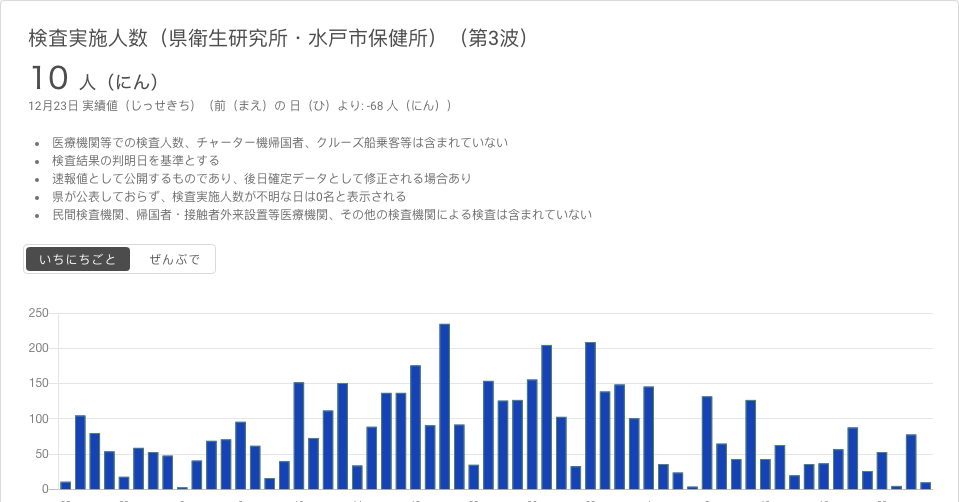 検査実施人数（県衛生研究所・水戸市保健所）（第3波）
10 人（にん）
12月23日 実績値（じっせきち）（前（まえ）の 日（ひ）より: -68 人（にん））
医療機関等での検査人数、チャーター機帰国者、クルーズ船乗客等は含まれていない
検査結果の判明日を基準とする
速報値として公開するものであり、後日確定データとして修正される場合あり
県が公表しておらず、検査実施人数が不明な日は0名と表示される
民間検査機関、帰国者・接触者外来設置等医療機関、その他の検査機関による検査は含まれていない
いちにちごと ぜんぶで
250
200
150
100
50
0